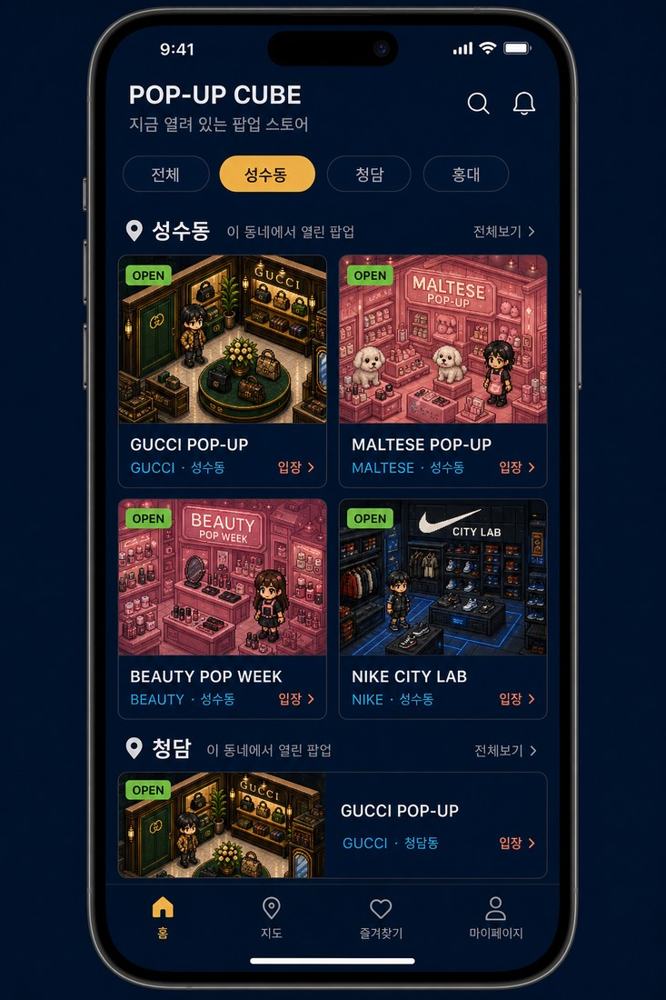 9:41
POP-UP CUBE
지금 열려 있는 팝업 스토어
전체
성수동
청담
홍대
성수동 이 동네에서 열린 팝업 전체보기
OPEN
GUCCI
GUCCI POP-UP
GUCCI · 성수동 입장
OPEN
MALTESE
POP-UP
MALTESE POP-UP
MALTESE · 성수동 입장
OPEN
BEAUTY
POP WEEK
BEAUTY POP WEEK
BEAUTY · 성수동 입장
OPEN
CITY LAB
NIKE CITY LAB
NIKE · 성수동 입장
청담 이 동네에서 열린 팝업 전체보기
OPEN
GUCCI
GUCCI POP-UP
GUCCI · 청담동 입장
홈
지도
즐겨찾기
마이페이지